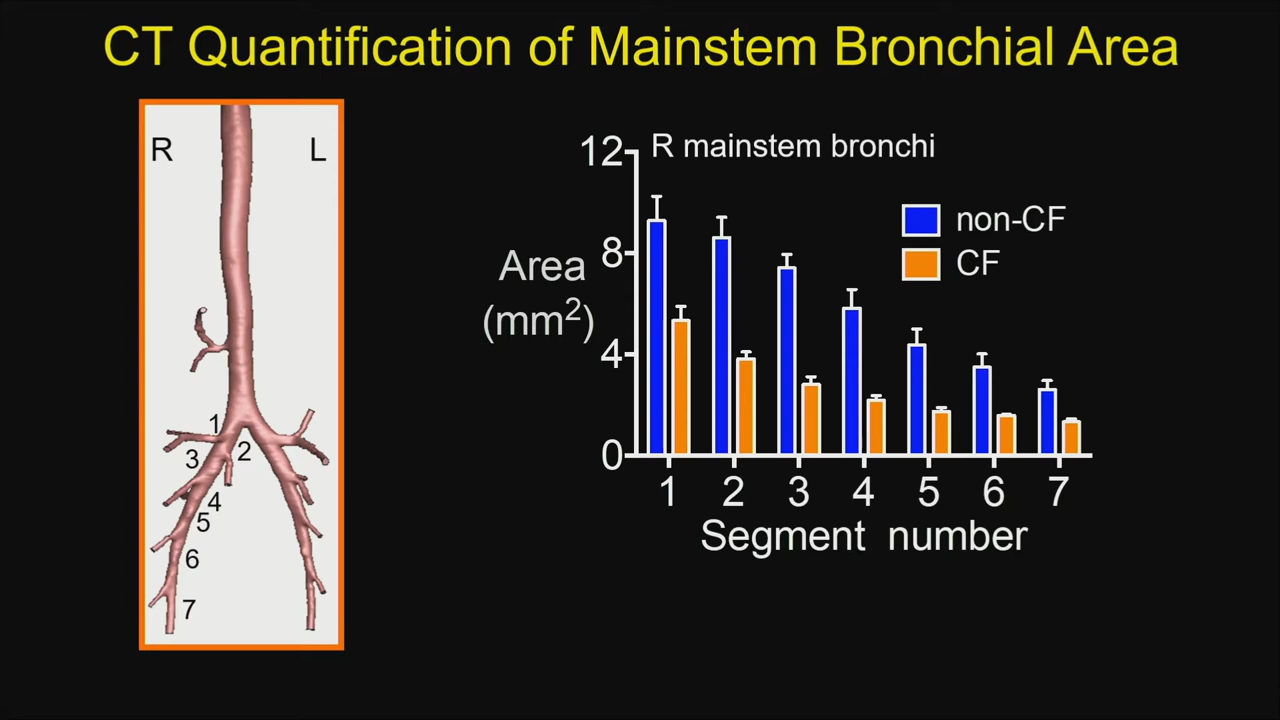 CT Quantification of Mainstem Bronchial Area
R L
1
2
3
4
5
6
7
R mainstem bronchi
non-CF
CF
Area
(mm²)
12
8
4
0
1 2 3 4 5 6 7
Segment number